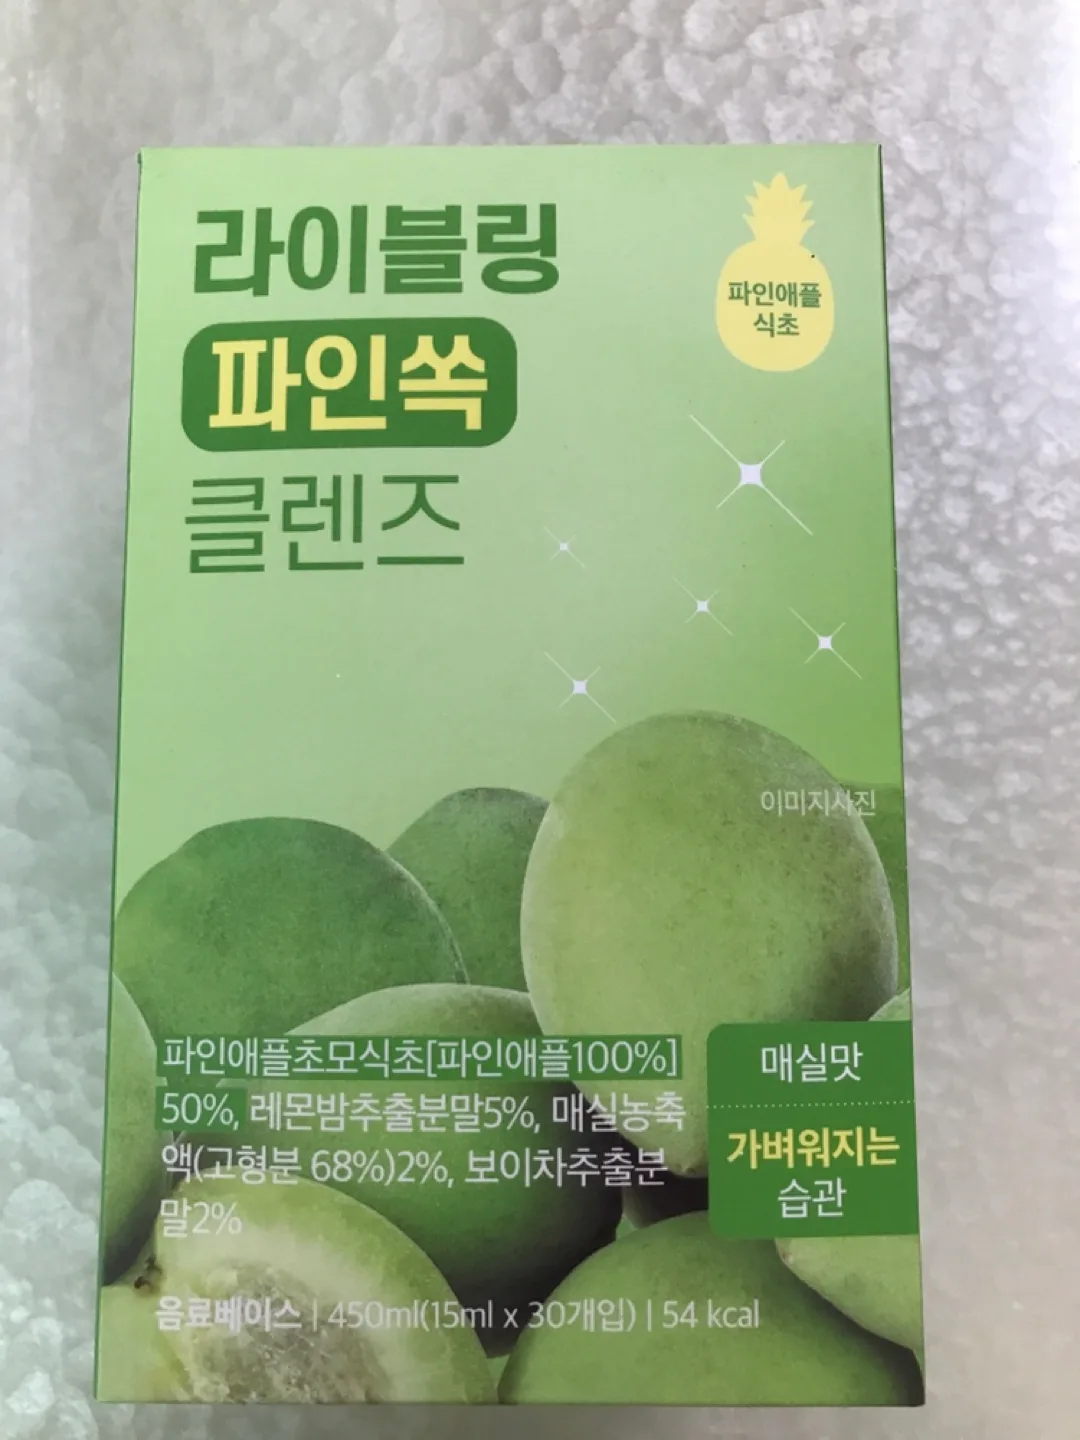 라이블링
파인쏙
클렌즈
파인애플
식초
이미지사진
파인애플초모식초[파인애플100%]
50%, 레몬밤추출분말5%, 매실농축
액(고형분 68%)2%, 보이차추출분
말2%
매실맛
가벼워지는
습관
음료베이스 | 450ml(15ml x 30개입) | 54 kcal